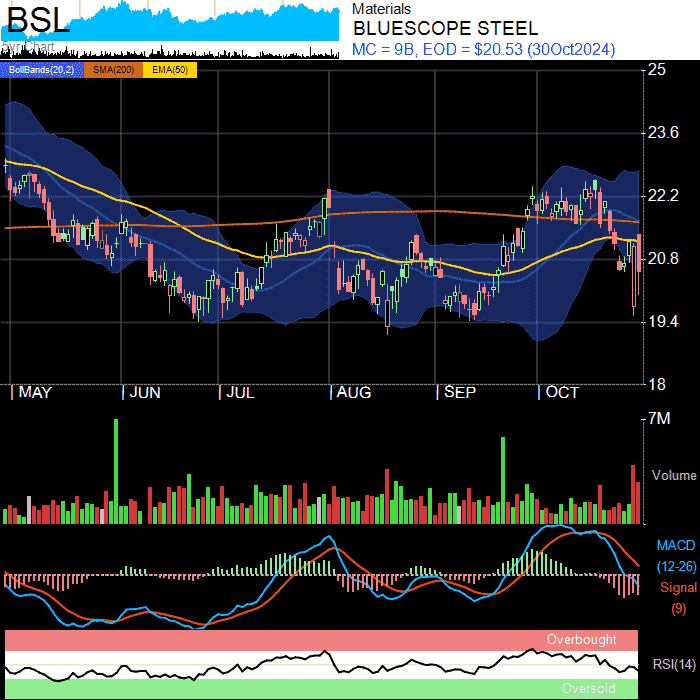 BSL
Materials
BLUESCOPE STEEL
MC = 9B, EOD = $20.53 (30Oct2024)
BollBands(20,2) SMA(200) EMA(50)
25
23.6
22.2
20.8
19.4
18
MAY JUN JUL AUG SEP OCT
7M
Volume
MACD
(12-26)
Signal
(9)
Overbought
RSI(14)
Oversold